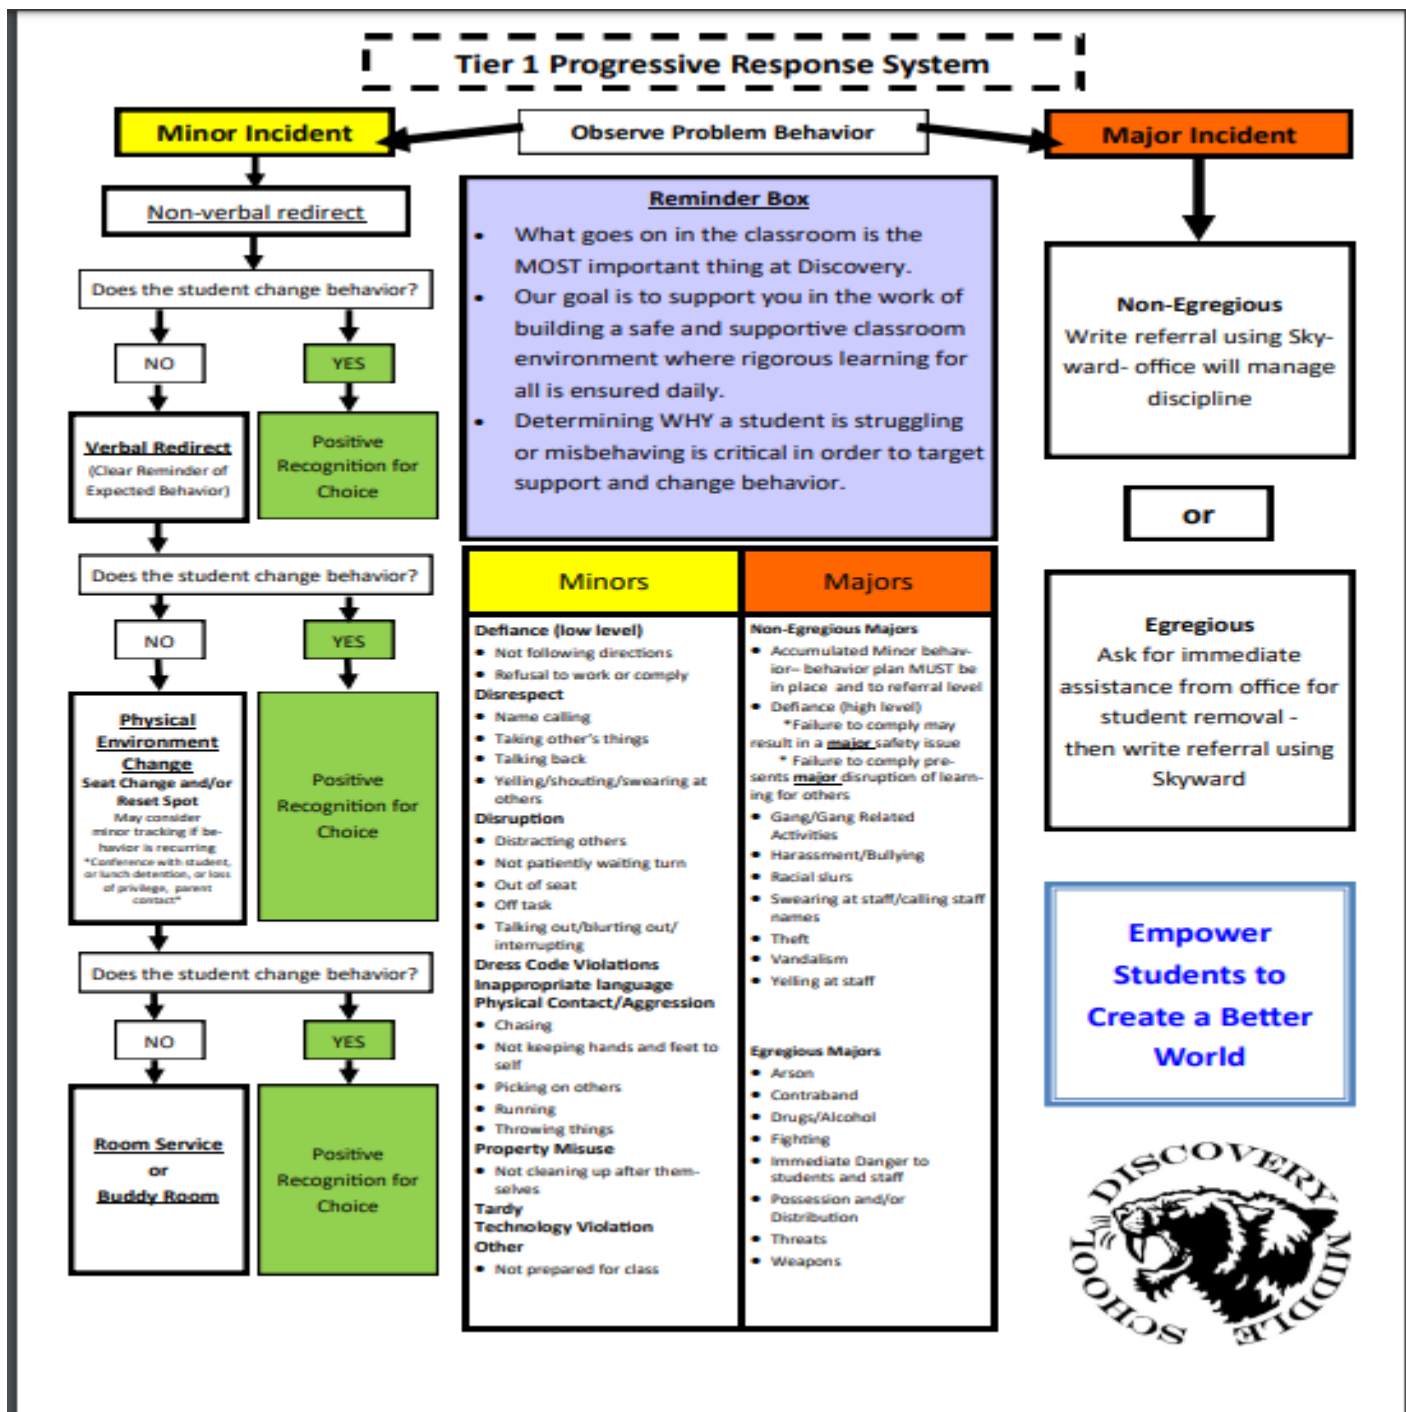 Tier 1 Progressive Response System
Minor Incident
Observe Problem Behavior
Major Incident
Non-verbal redirect
Does the student change behavior?
NO
YES
Verbal Redirect
(Clear Reminder of
Expected Behavior)
Positive
Recognition for
Choice
Does the student change behavior?
NO
YES
Physical
Environment
Change
Seat Change and/or
Reset Spot
May consider
minor tracking if be-
havior is recurring
*Conference with student,
or lunch detention, or loss
of privilege, parent
contact*
Positive
Recognition for
Choice
Does the student change behavior?
NO
YES
Room Service
or
Buddy Room
Positive
Recognition for
Choice
Reminder Box
• What goes on in the classroom is the
MOST important thing at Discovery.
• Our goal is to support you in the work of
building a safe and supportive classroom
environment where rigorous learning for
all is ensured daily.
• Determining WHY a student is struggling
or misbehaving is critical in order to target
support and change behavior.
Minors
Defiance (low level)
• Not following directions
• Refusal to work or comply
Disrespect
• Name calling
• Taking other's things
• Talking back
• Yelling/shouting/swearing at
others
Disruption
• Distracting others
• Not patiently waiting turn
• Out of seat
• Off task
• Talking out/blurting out/
interrupting
Dress Code Violations
Inappropriate language
Physical Contact/Aggression
• Chasing
• Not keeping hands and feet to
self
• Picking on others
• Running
• Throwing things
Property Misuse
• Not cleaning up after them-
selves
Tardy
Technology Violation
Other
• Not prepared for class
Majors
Non-Egregious Majors
• Accumulated Minor behav-
ior– behavior plan MUST be
in place and to referral level
• Defiance (high level)
*Failure to comply may
result in a major safety issue
* Failure to comply pre-
sents major disruption of learn-
ing for others
• Gang/Gang Related
Activities
• Harassment/Bullying
• Racial slurs
• Swearing at staff/calling staff
names
• Theft
• Vandalism
• Yelling at staff
Egregious Majors
• Arson
• Contraband
• Drugs/Alcohol
• Fighting
• Immediate Danger to
students and staff
• Possession and/or
Distribution
• Threats
• Weapons
Non-Egregious
Write referral using Sky-
ward- office will manage
discipline
or
Egregious
Ask for immediate
assistance from office for
student removal -
then write referral using
Skyward
Empower
Students to
Create a Better
World
DISCOVERY MIDDLE SCHOOL